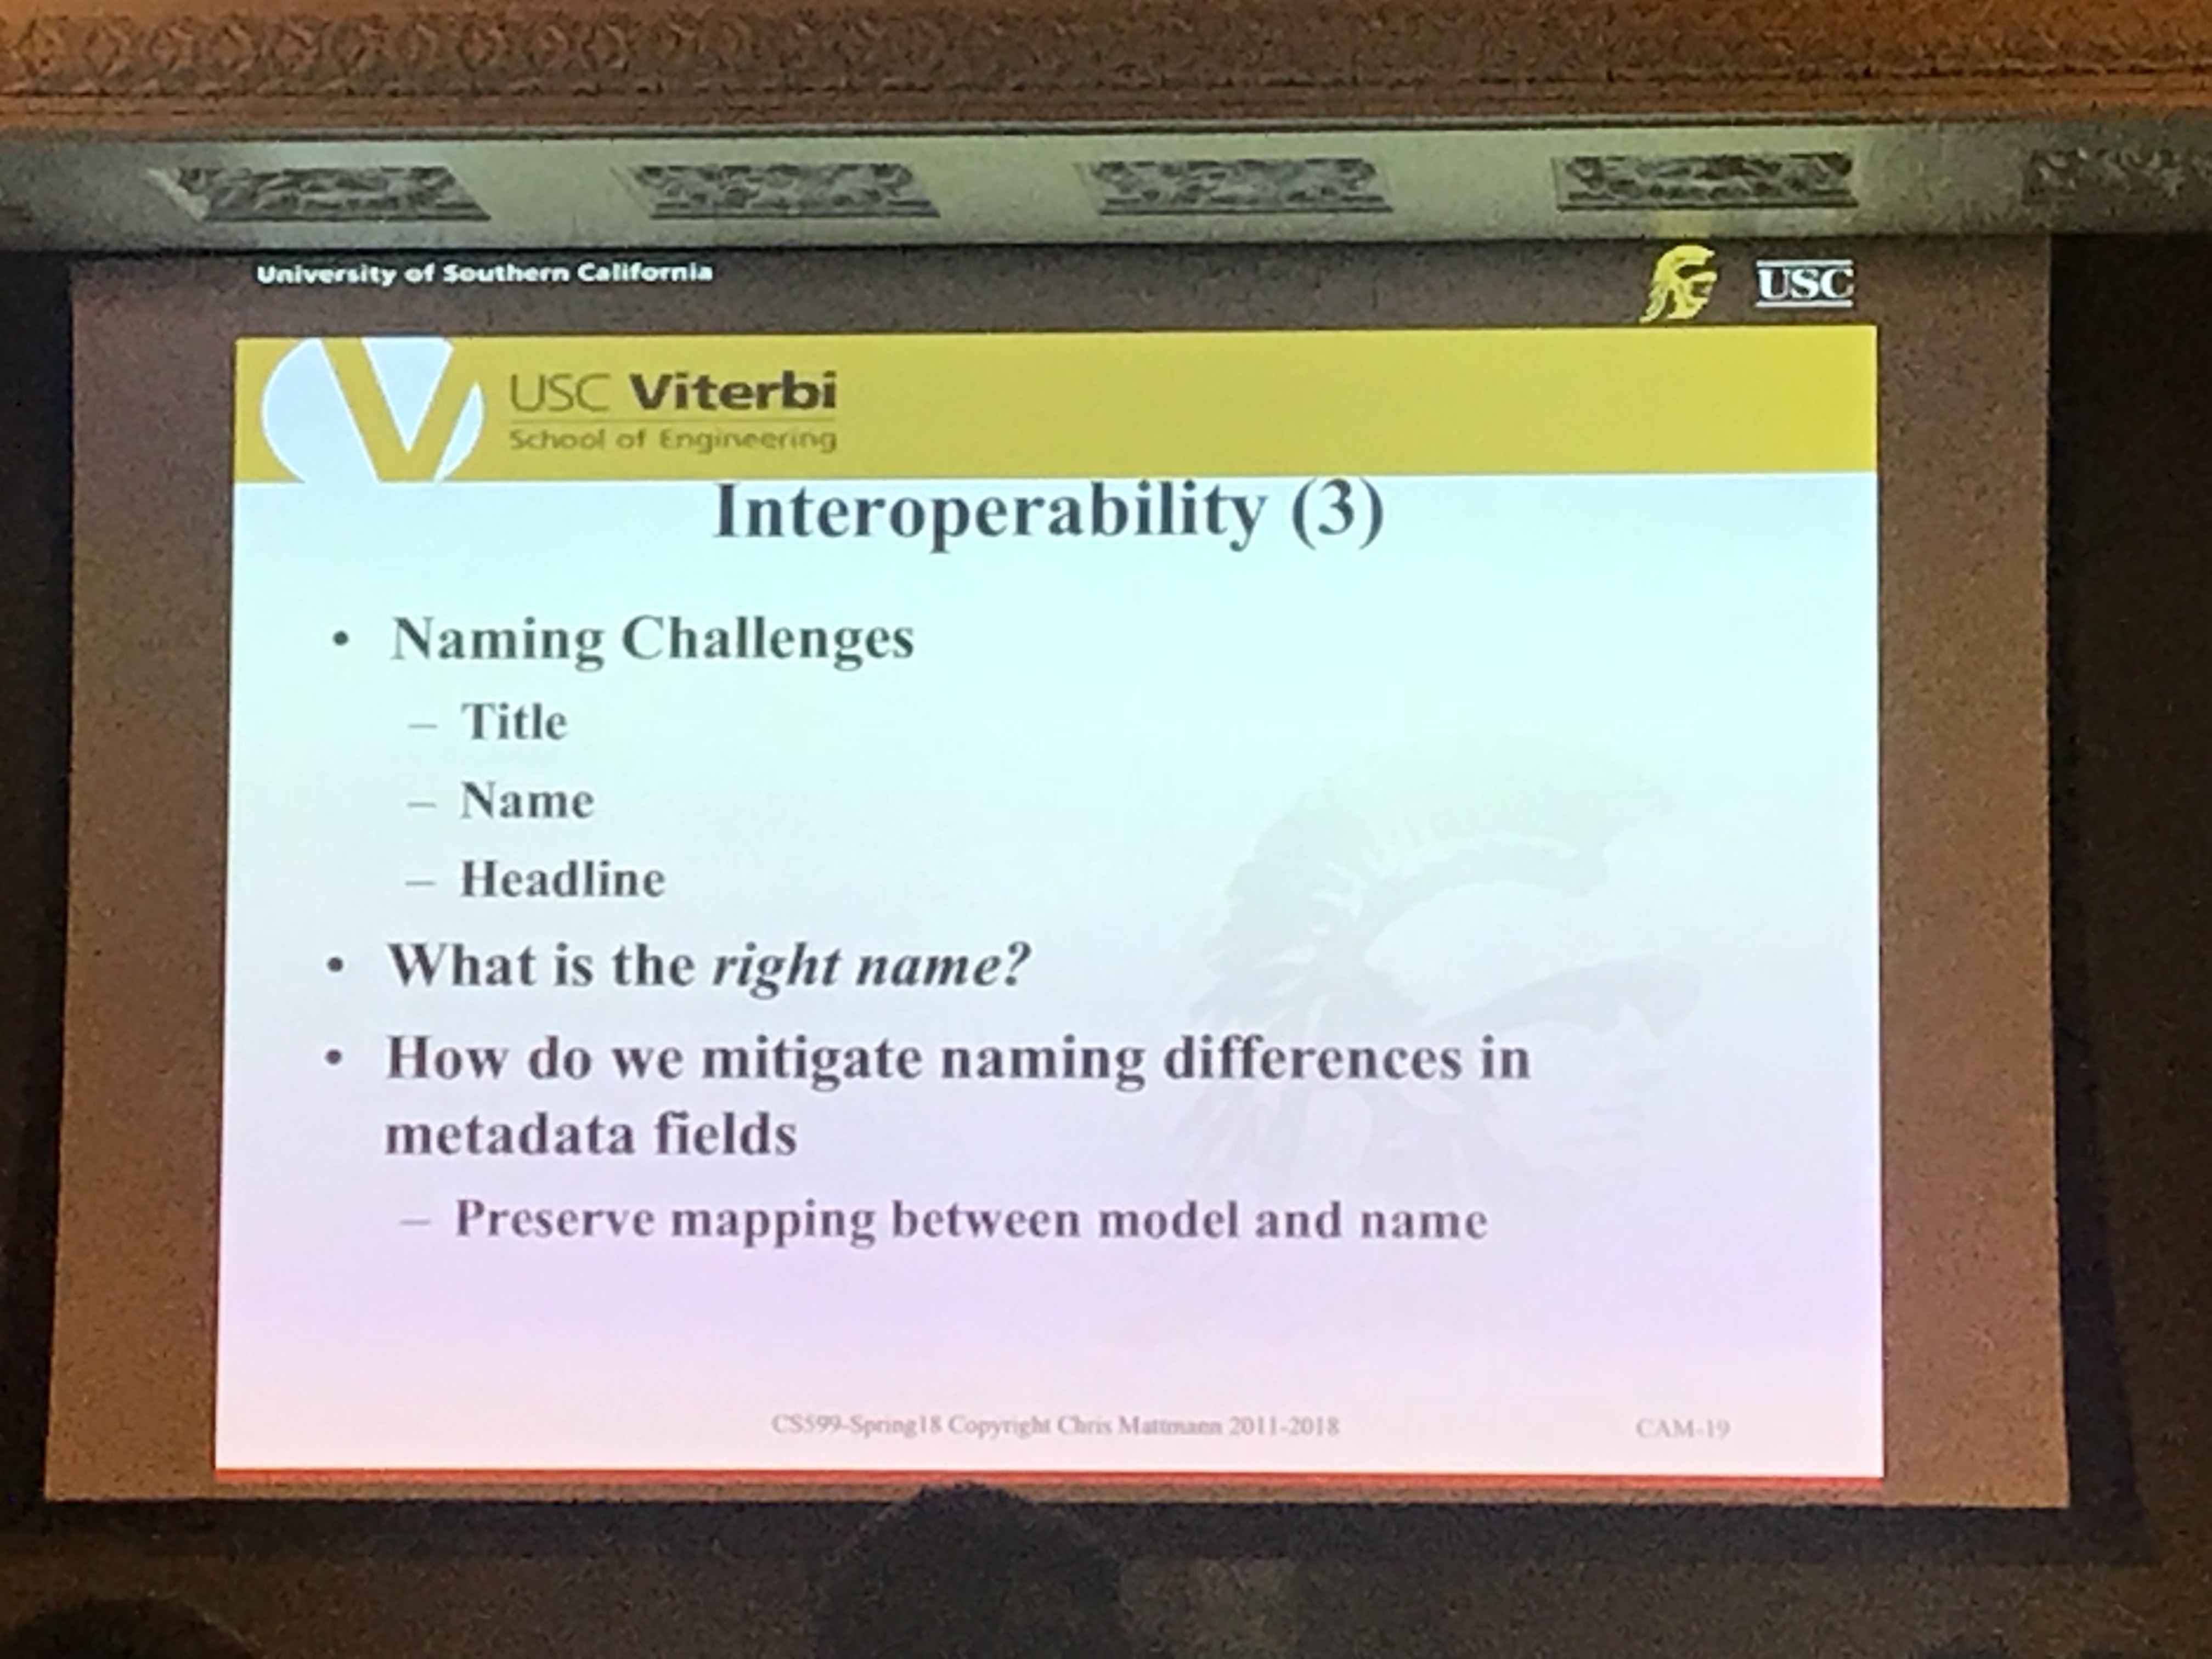 University of Southern California
USC
USC Viterbi
School of Engineering
Interoperability (3)
• Naming Challenges
– Title
– Name
– Headline
• What is the right name?
• How do we mitigate naming differences in
metadata fields
– Preserve mapping between model and name
CS599-Spring18 Copyright Chris Mattmann 2011-2018
CAM-19